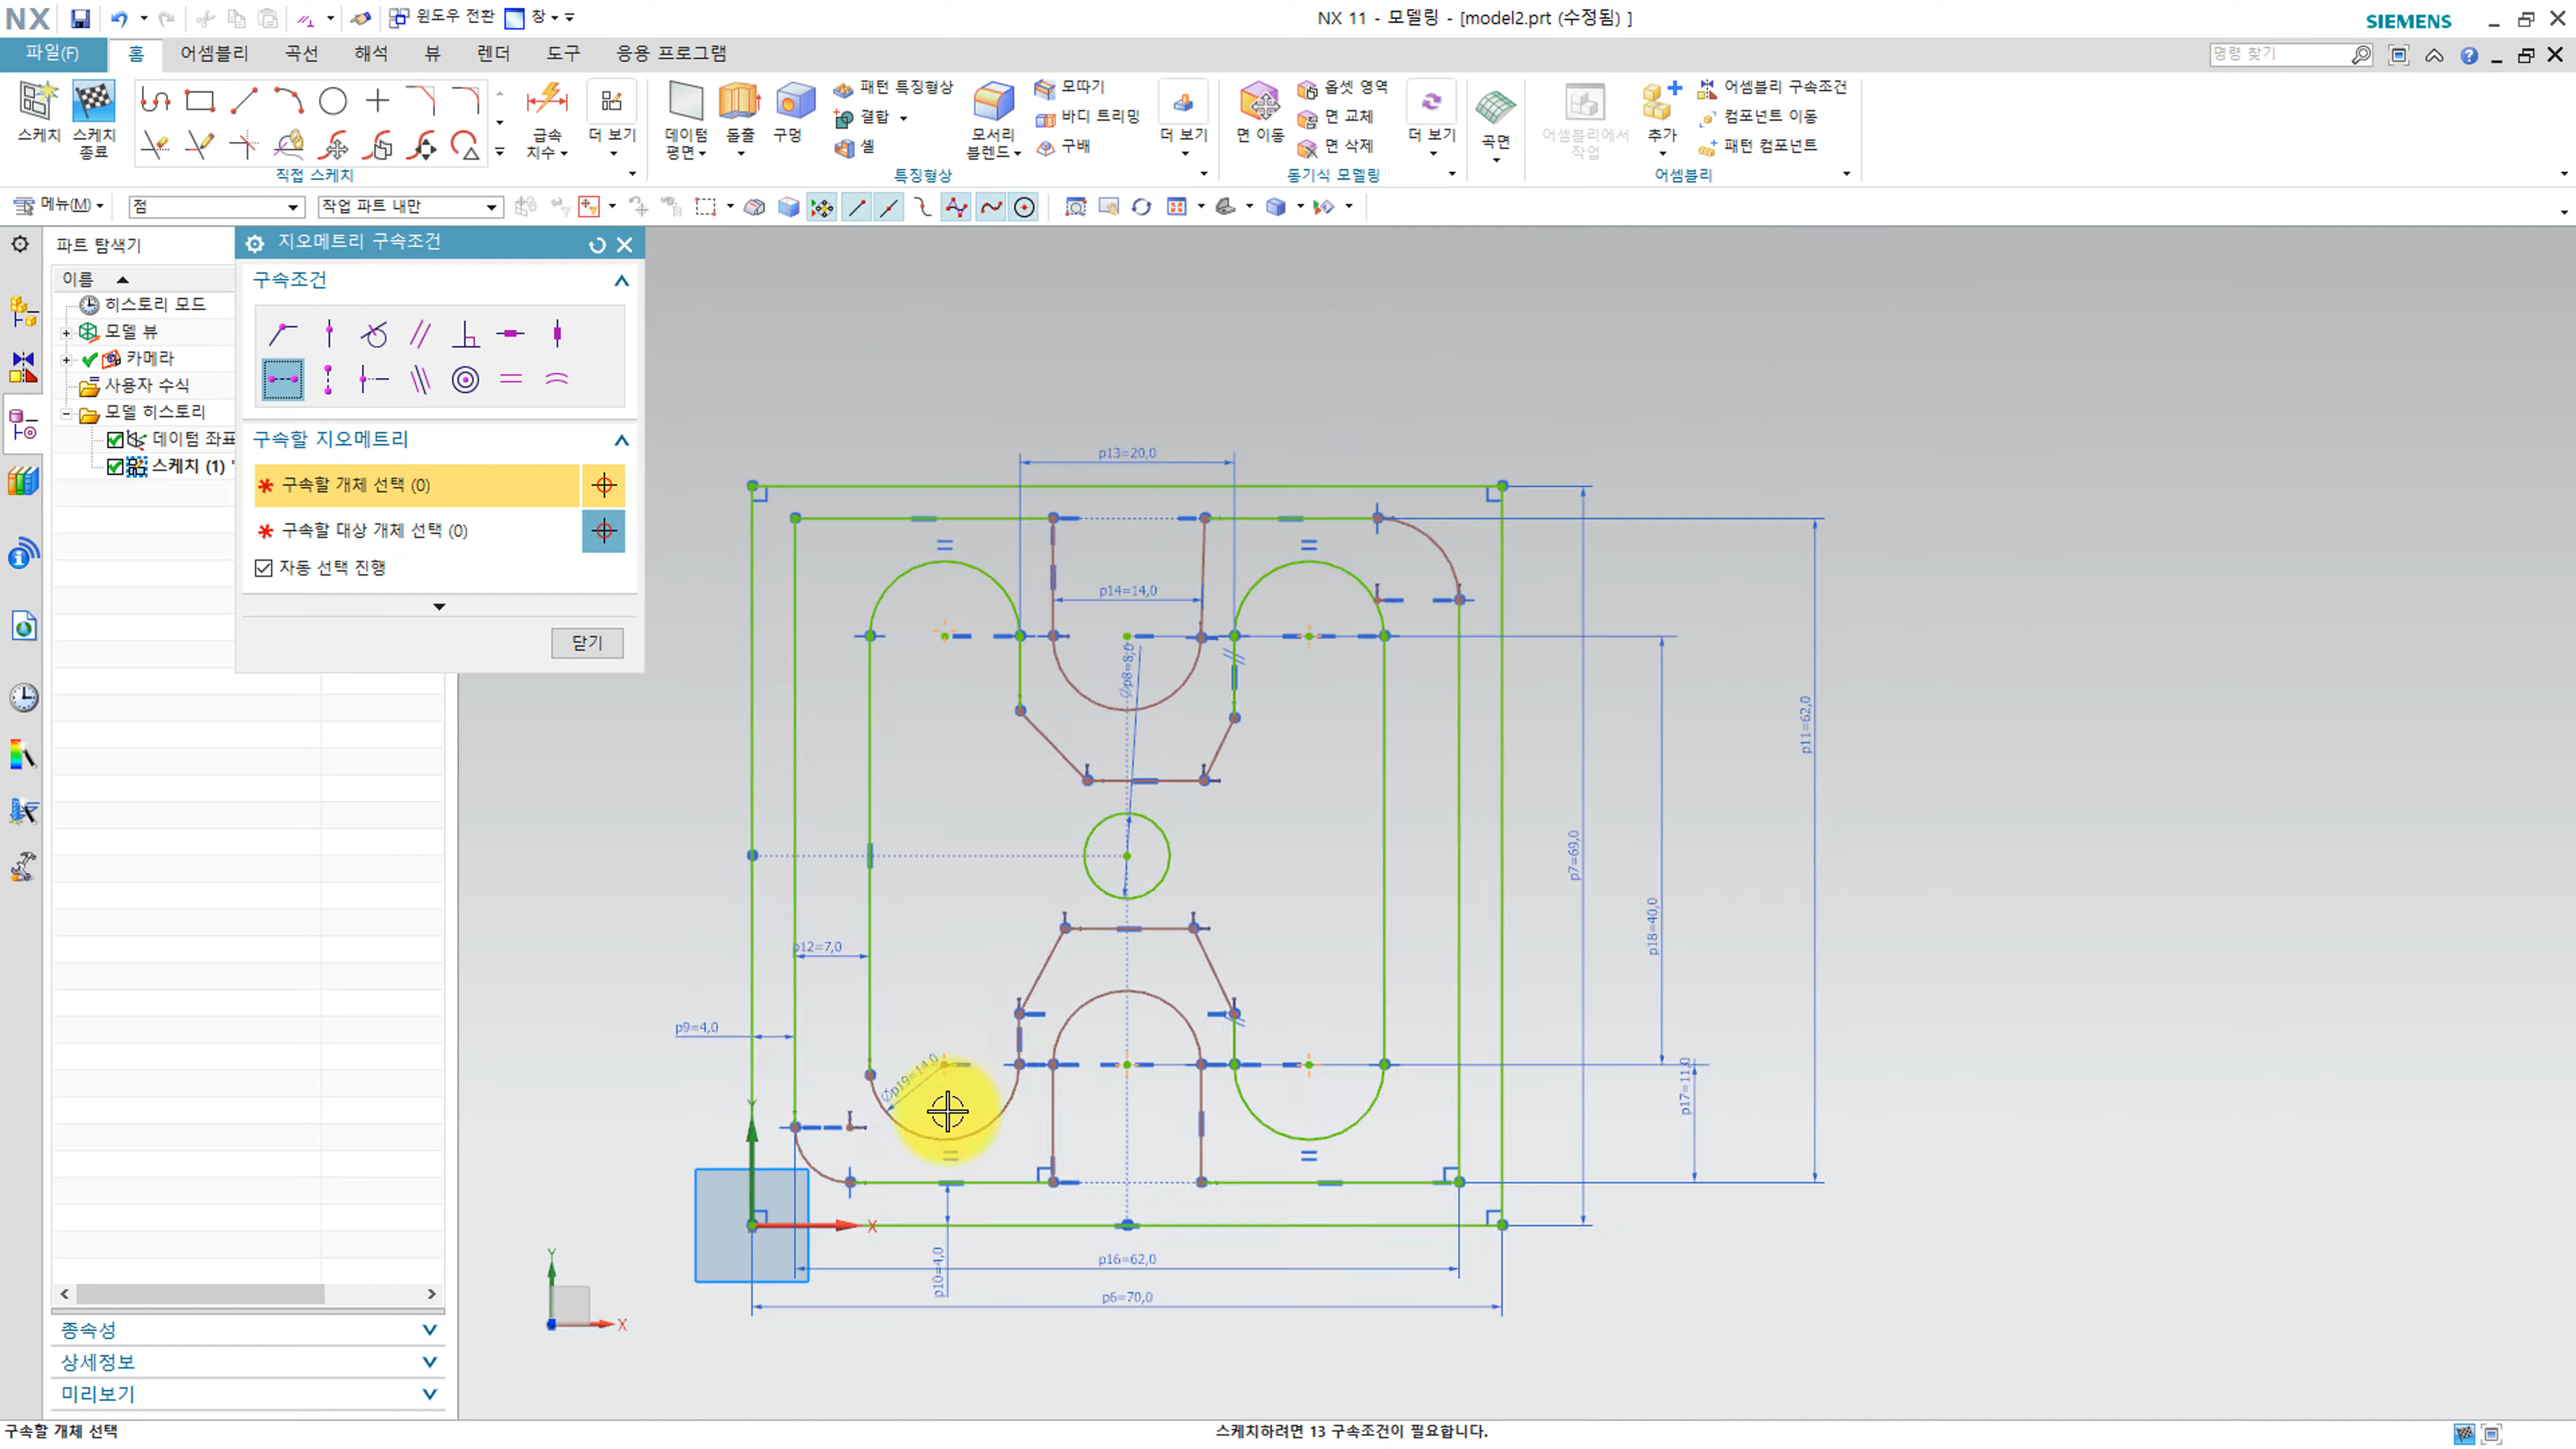 NX
윈도우 전환
창
NX 11 - 모델링 - [model2.prt (수정됨) ]
SIEMENS
파일(F)
홈
어셈블리
곡선
해석
뷰
렌더
도구
응용 프로그램
명령 찾기
스케치
스케치 종료
직접 스케치
급속 치수
더 보기
데이텀 평면
돌출
구멍
패턴 특징형상
결합
셸
모서리 블렌드
모따기
바디 트리밍
구배
더 보기
특징형상
면 이동
옵셋 영역
면 교체
면 삭제
더 보기
동기식 모델링
곡면
어셈블리에서 작업
추가
어셈블리 구속조건
컴포넌트 이동
패턴 컴포넌트
어셈블리
메뉴(M)
점
작업 파트 내만
파트 탐색기
이름
히스토리 모드
모델 뷰
카메라
사용자 수식
모델 히스토리
데이텀 좌표
스케치 (1) "
종속성
상세정보
미리보기
지오메트리 구속조건
구속조건
구속할 지오메트리
구속할 개체 선택 (0)
구속할 대상 개체 선택 (0)
자동 선택 진행
닫기
p13=20,0
p14=14,0
∅p8=8,0
p11=62,0
p7=69,0
p18=40,0
p12=7,0
p9=4,0
∅p19=14,0
p17=11,0
p10=4,0
p16=62,0
p6=70,0
Y
X
Y
X
구속할 개체 선택
스케치하려면 13 구속조건이 필요합니다.